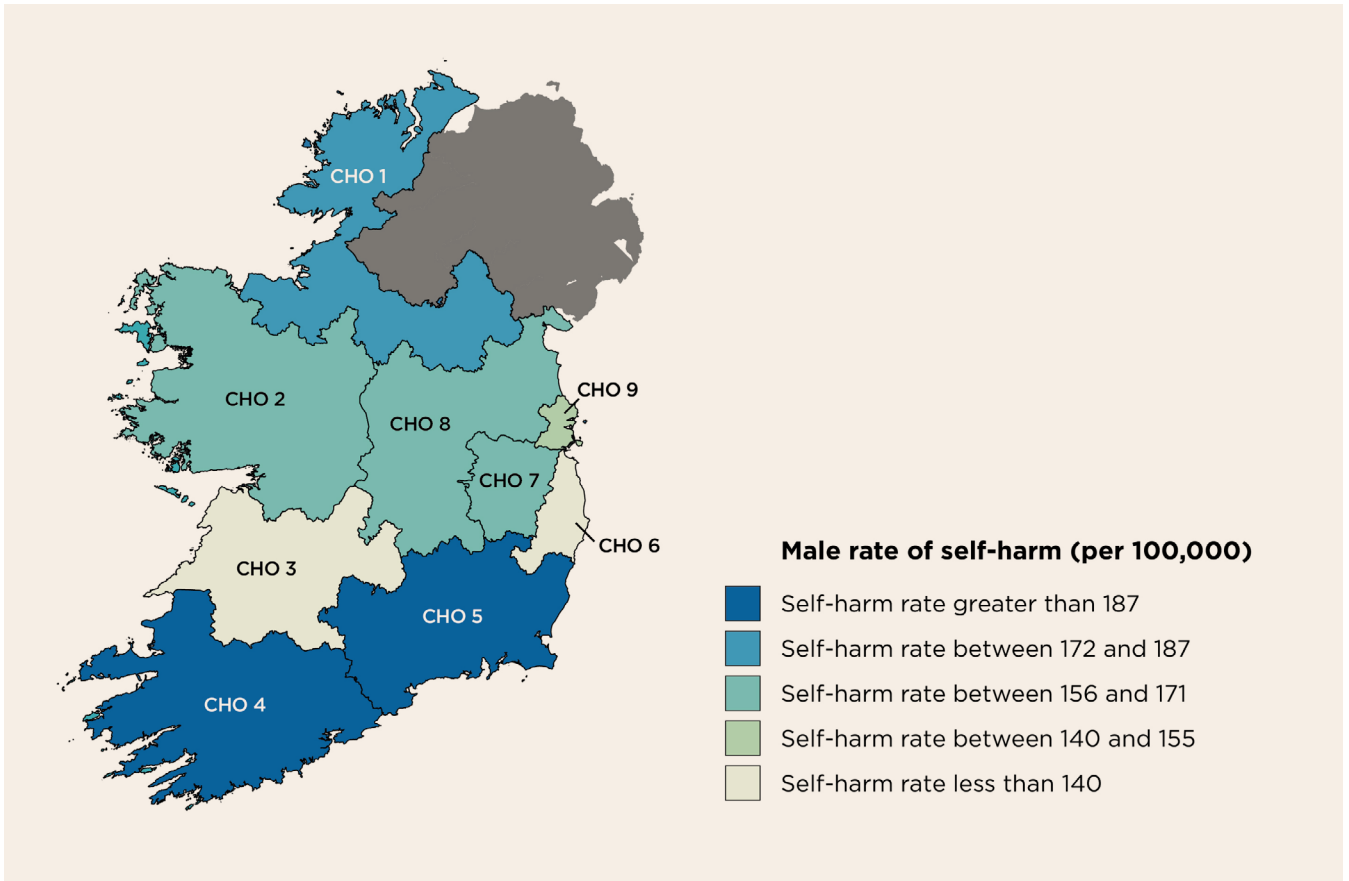 CHO 1
CHO 9
CHO 2
CHO 8
CHO 7
CHO 6
CHO 3
CHO 5
CHO 4
Male rate of self-harm (per 100,000)
Self-harm rate greater than 187
Self-harm rate between 172 and 187
Self-harm rate between 156 and 171
Self-harm rate between 140 and 155
Self-harm rate less than 140